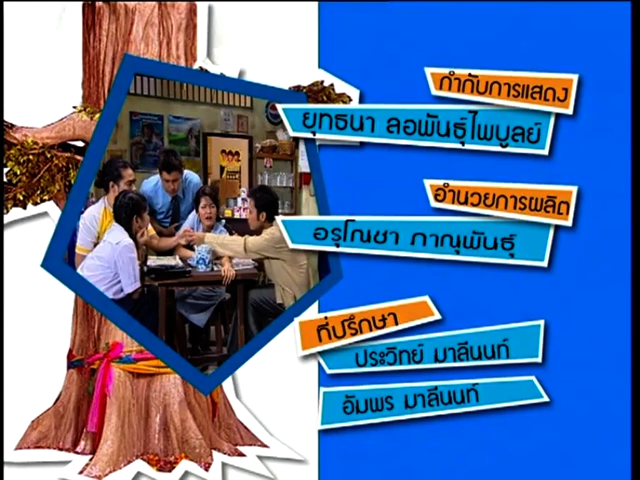 กำกับการแสดง
ยุทธนา ลอพันธุ์ไพบูลย์
อำนวยการผลิต
อรุโณชา ภาณุพันธุ์
ที่ปรึกษา
ประวิทย์ มาลีนนท์
อัมพร มาลีนนท์